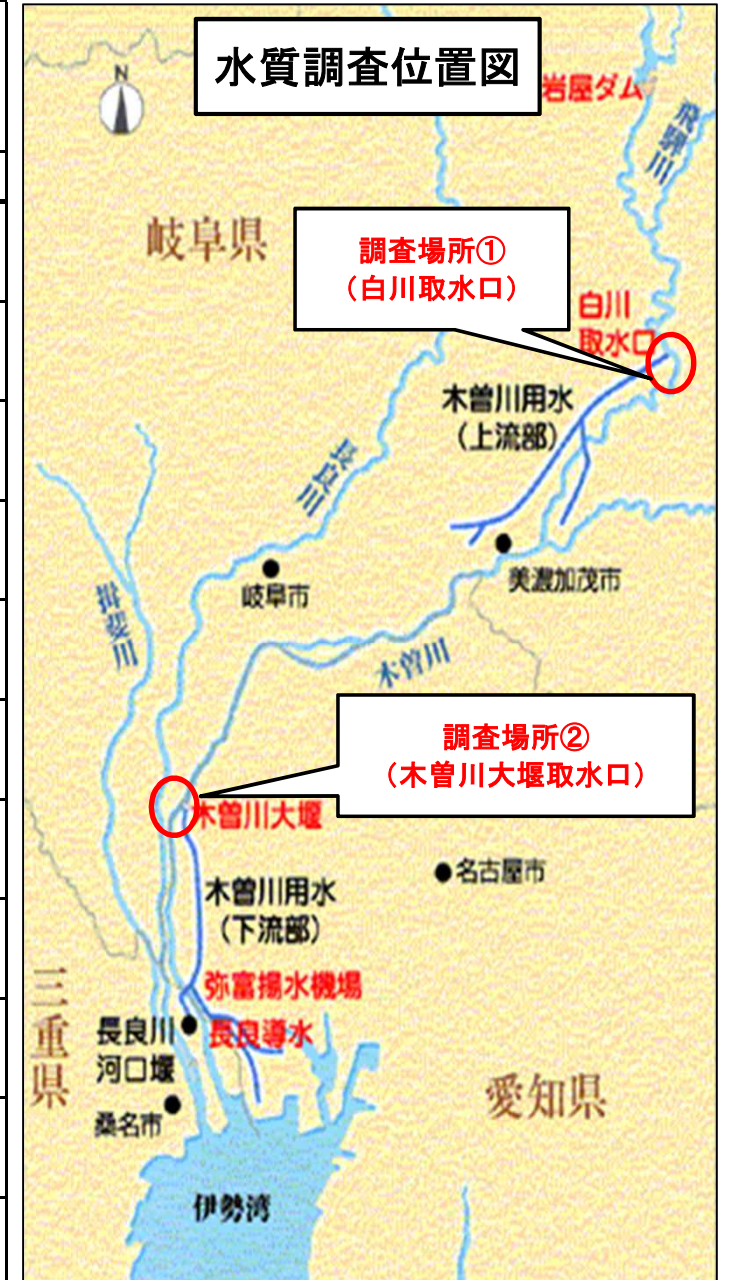 水質調査位置図
N
岩屋ダム
飛騨川
岐阜県
調査場所①
（白川取水口）
白川
取水口
木曽川用水
（上流部）
長良川
美濃加茂市
岐阜市
揖斐川
木曽川
調査場所②
（木曽川大堰取水口）
木曽川大堰
名古屋市
木曽川用水
（下流部）
弥富揚水機場
三重県
長良川
河口堰
長良導水
愛知県
桑名市
伊勢湾